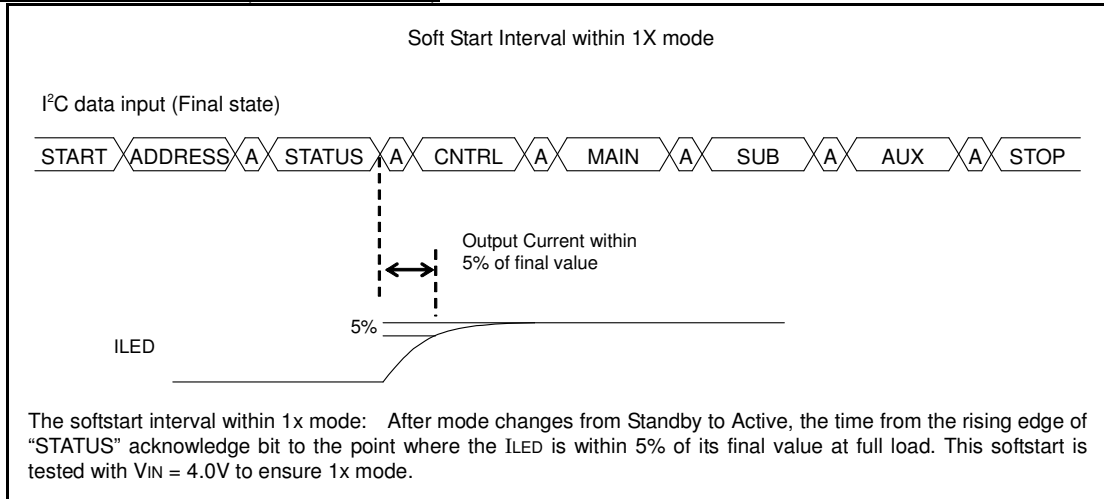 Soft Start Interval within 1X mode
I²C data input (Final state)
START ADDRESS A STATUS A CNTRL A MAIN A SUB A AUX A STOP
Output Current within
5% of final value
5%
ILED
The softstart interval within 1x mode: After mode changes from Standby to Active, the time from the rising edge of
“STATUS” acknowledge bit to the point where the ILED is within 5% of its final value at full load. This softstart is
tested with VIN = 4.0V to ensure 1x mode.